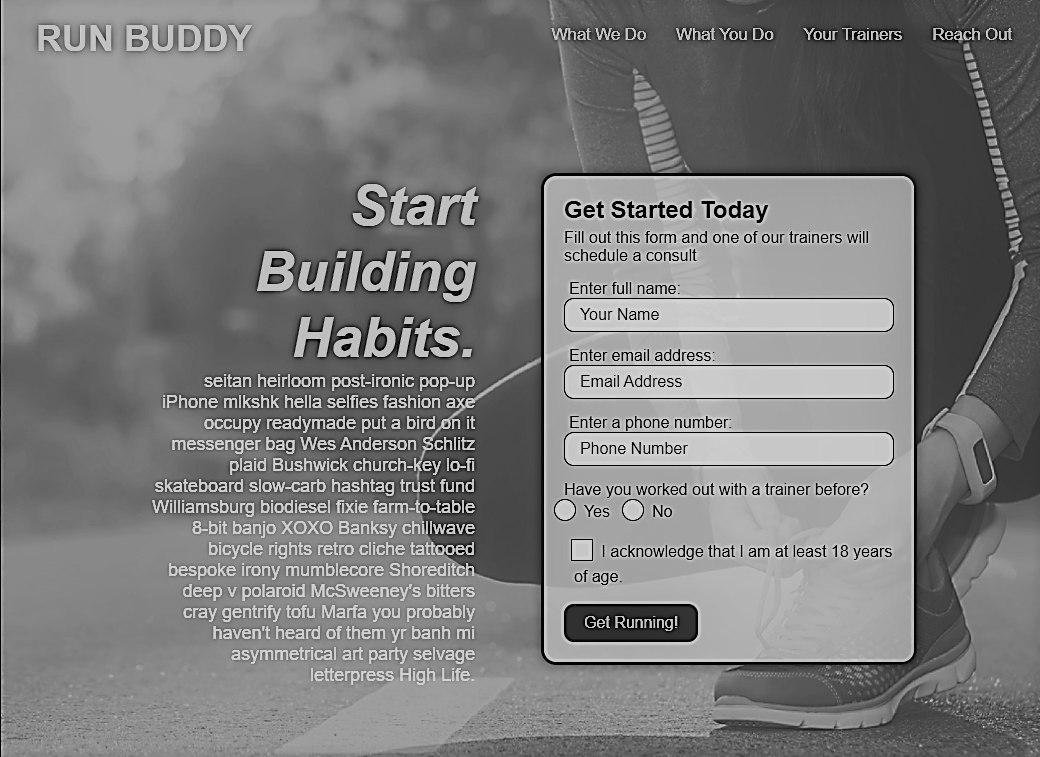 RUN BUDDY
What We Do
What You Do
Your Trainers
Reach Out
Start
Building
Habits.
seitan heirloom post-ironic pop-up
iPhone mlkshk hella selfies fashion axe
occupy readymade put a bird on it
messenger bag Wes Anderson Schlitz
plaid Bushwick church-key lo-fi
skateboard slow-carb hashtag trust fund
Williamsburg biodiesel fixie farm-to-table
8-bit banjo XOXO Banksy chillwave
bicycle rights retro cliche tattooed
bespoke irony mumblecore Shoreditch
deep v polaroid McSweeney's bitters
cray gentrify tofu Marfa you probably
haven't heard of them yr banh mi
asymmetrical art party selvage
letterpress High Life.
Get Started Today
Fill out this form and one of our trainers will
schedule a consult
Enter full name:
Your Name
Enter email address:
Email Address
Enter a phone number:
Phone Number
Have you worked out with a trainer before?
Yes
No
I acknowledge that I am at least 18 years
of age.
Get Running!